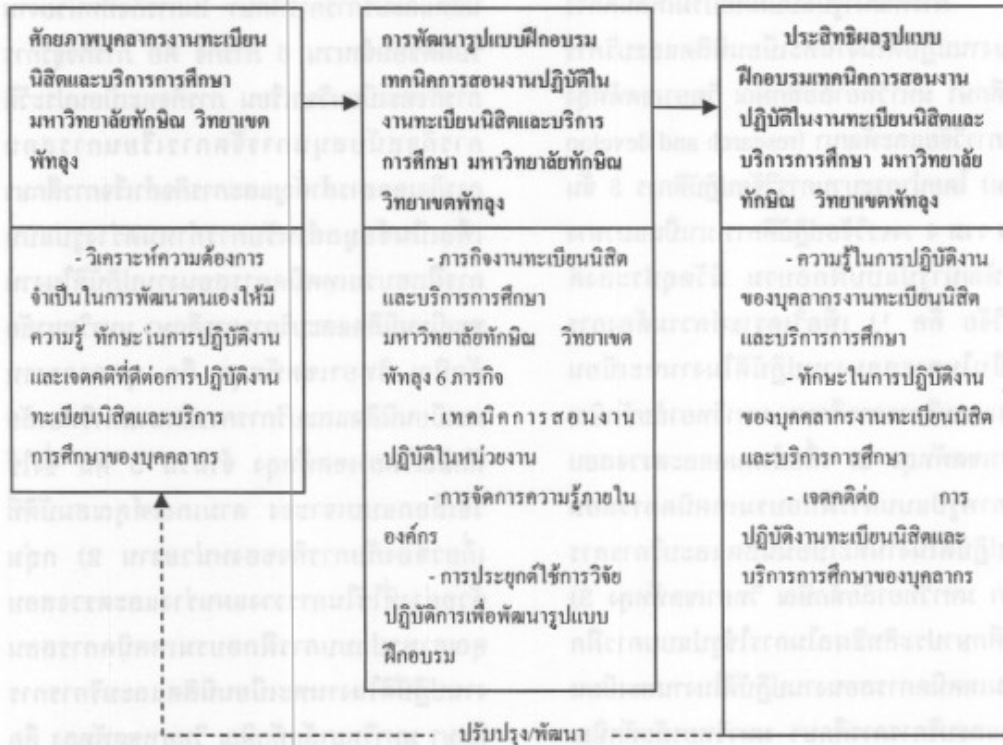 ศักยภาพบุคลากรงานทะเบียน
นิสิตและบริการการศึกษา
มหาวิทยาลัยทักษิณ วิทยาเขต
พัทลุง
- วิเคราะห์ความต้องการ
จำเป็นในการพัฒนาตนเองให้มี
ความรู้ ทักษะในการปฏิบัติงาน
และเจตคติที่ดีต่อการปฏิบัติงาน
ทะเบียนนิสิตและบริการ
การศึกษาของบุคลากร
การพัฒนารูปแบบฝึกอบรม
เทคนิคการสอนงานปฏิบัติใน
งานทะเบียนนิสิตและบริการ
การศึกษา มหาวิทยาลัยทักษิณ
วิทยาเขตพัทลุง
- ภารกิจงานทะเบียนนิสิต
และบริการการศึกษา
มหาวิทยาลัยทักษิณ วิทยาเขต
พัทลุง 6 ภารกิจ
- เทคนิคการสอนงาน
ปฏิบัติในหน่วยงาน
- การจัดการความรู้ภายใน
องค์กร
- การประยุกต์ใช้การวิจัย
ปฏิบัติการเพื่อพัฒนารูปแบบ
ฝึกอบรม
ประสิทธิผลรูปแบบ
ฝึกอบรมเทคนิคการสอนงาน
ปฏิบัติในงานทะเบียนนิสิตและ
บริการการศึกษา มหาวิทยาลัย
ทักษิณ วิทยาเขตพัทลุง
- ความรู้ในการปฏิบัติงาน
ของบุคลากรงานทะเบียนนิสิต
และบริการการศึกษา
- ทักษะในการปฏิบัติงาน
ของบุคลากรงานทะเบียนนิสิต
และบริการการศึกษา
- เจตคติต่อ การ
ปฏิบัติงานทะเบียนนิสิตและ
บริการการศึกษาของบุคลากร
ปรับปรุง/พัฒนา